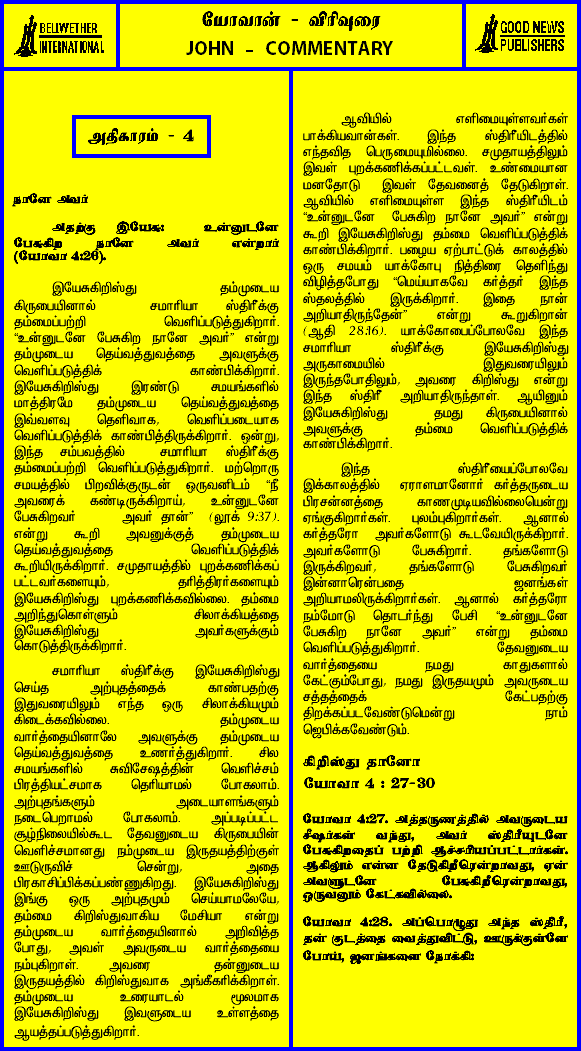 BELLWETHER
INTERNATIONAL
யோவான் - விரிவுரை
JOHN - COMMENTARY
GOOD NEWS
PUBLISHERS
அதிகாரம் - 4
நானே அவர்
அதற்கு இயேசு: உன்னுடனே
பேசுகிற நானே அவர் என்றார்
(யோவா 4:26).
இயேசுகிறிஸ்து தம்முடைய
கிருபையினால் சமாரியா ஸ்திரீக்கு
தம்மைப்பற்றி வெளிப்படுத்துகிறார்.
“உன்னுடனே பேசுகிற நானே அவர்” என்று
தம்முடைய தெய்வத்துவத்தை அவளுக்கு
வெளிப்படுத்திக் காண்பிக்கிறார்.
இயேசுகிறிஸ்து இரண்டு சமயங்களில்
மாத்திரமே தம்முடைய தெய்வத்துவத்தை
இவ்வளவு தெளிவாக, வெளிப்படையாக
வெளிப்படுத்திக் காண்பித்திருக்கிறார். ஒன்று,
இந்த சம்பவத்தில் சமாரியா ஸ்திரீக்கு
தம்மைப்பற்றி வெளிப்படுத்துகிறார். மற்றொரு
சமயத்தில் பிறவிக்குருடன் ஒருவனிடம் “நீ
அவரைக் கண்டிருக்கிறாய், உன்னுடனே
பேசுகிறவர் அவர் தான்” (லூக் 9:37).
என்று கூறி அவனுக்குத் தம்முடைய
தெய்வத்துவத்தை வெளிப்படுத்திக்
கூறியிருக்கிறார். சமுதாயத்தில் புறக்கணிக்கப்
பட்டவர்களையும், தரித்திரர்களையும்
இயேசுகிறிஸ்து புறக்கணிக்கவில்லை. தம்மை
அறிந்துகொள்ளும் சிலாக்கியத்தை
இயேசுகிறிஸ்து அவர்களுக்கும்
கொடுத்திருக்கிறார்.
சமாரியா ஸ்திரீக்கு இயேசுகிறிஸ்து
செய்த அற்புதத்தைக் காண்பதற்கு
இதுவரையிலும் எந்த ஒரு சிலாக்கியமும்
கிடைக்கவில்லை. தம்முடைய
வார்த்தையினாலே அவளுக்கு தம்முடைய
தெய்வத்துவத்தை உணர்த்துகிறார். சில
சமயங்களில் சுவிசேஷத்தின் வெளிச்சம்
பிரத்தியட்சமாக தெரியாமல் போகலாம்.
அற்புதங்களும் அடையாளங்களும்
நடைபெறாமல் போகலாம். அப்படிப்பட்ட
சூழ்நிலையில்கூட தேவனுடைய கிருபையின்
வெளிச்சமானது நம்முடைய இருதயத்திற்குள்
ஊடுருவிச் சென்று, அதை
பிரகாசிப்பிக்கப்பண்ணுகிறது. இயேசுகிறிஸ்து
இங்கு ஒரு அற்புதமும் செய்யாமலேயே,
தம்மை கிறிஸ்துவாகிய மேசியா என்று
தம்முடைய வார்த்தையினால் அறிவித்த
போது, அவள் அவருடைய வார்த்தையை
நம்புகிறாள். அவரை தன்னுடைய
இருதயத்தில் கிறிஸ்துவாக அங்கீகரிக்கிறாள்.
தம்முடைய உரையாடல் மூலமாக
இயேசுகிறிஸ்து இவளுடைய உள்ளத்தை
ஆயத்தப்படுத்துகிறார்.
ஆவியில் எளிமையுள்ளவர்கள்
பாக்கியவான்கள். இந்த ஸ்திரீயிடத்தில்
எந்தவித பெருமையுமில்லை. சமுதாயத்திலும்
இவள் புறக்கணிக்கப்பட்டவள். உண்மையான
மனதோடு இவள் தேவனைத் தேடுகிறாள்.
ஆவியில் எளிமையுள்ள இந்த ஸ்திரீயிடம்
“உன்னுடனே பேசுகிற நானே அவர்” என்று
கூறி இயேசுகிறிஸ்து தம்மை வெளிப்படுத்திக்
காண்பிக்கிறார். பழைய ஏற்பாட்டுக் காலத்தில்
ஒரு சமயம் யாக்கோபு நித்திரை தெளிந்து
விழித்தபோது “மெய்யாகவே கர்த்தர் இந்த
ஸ்தலத்தில் இருக்கிறார். இதை நான்
அறியாதிருந்தேன்” என்று கூறுகிறான்
(ஆதி 28:16). யாக்கோபைப்போலவே இந்த
சமாரியா ஸ்திரீக்கு இயேசுகிறிஸ்து
அருகாமையில் இதுவரையிலும்
இருந்தபோதிலும், அவரை கிறிஸ்து என்று
இந்த ஸ்திரீ அறியாதிருந்தாள். ஆயினும்
இயேசுகிறிஸ்து தமது கிருபையினால்
அவளுக்கு தம்மை வெளிப்படுத்திக்
காண்பிக்கிறார்.
இந்த ஸ்திரீயைப்போலவே
இக்காலத்தில் ஏராளமானோர் கர்த்தருடைய
பிரசன்னத்தை காணமுடியவில்லையென்று
ஏங்குகிறார்கள். புலம்புகிறார்கள். ஆனால்
கர்த்தரோ அவர்களோடு கூடவேயிருக்கிறார்.
அவர்களோடு பேசுகிறார். தங்களோடு
இருக்கிறவர், தங்களோடு பேசுகிறவர்
இன்னாரென்பதை ஜனங்கள்
அறியாமலிருக்கிறார்கள். ஆனால் கர்த்தரோ
நம்மோடு தொடர்ந்து பேசி “உன்னுடனே
பேசுகிற நானே அவர்” என்று தம்மை
வெளிப்படுத்துகிறார். தேவனுடைய
வார்த்தையை நமது காதுகளால்
கேட்கும்போது, நமது இருதயமும் அவருடைய
சத்தத்தைக் கேட்பதற்கு
திறக்கப்படவேண்டுமென்று நாம்
ஜெபிக்கவேண்டும்.
கிறிஸ்து தானோ
யோவா 4 : 27-30
யோவா 4:27. அத்தருணத்தில் அவருடைய
சீஷர்கள் வந்து, அவர் ஸ்திரீயுடனே
பேசுகிறதைப் பற்றி ஆச்சரியப்பட்டார்கள்.
ஆகிலும் என்ன தேடுகிறீரென்றாவது, ஏன்
அவளுடனே பேசுகிறீரென்றாவது,
ஒருவனும் கேட்கவில்லை.
யோவா 4:28. அப்பொழுது அந்த ஸ்திரீ,
தன் குடத்தை வைத்துவிட்டு, ஊருக்குள்ளே
போய், ஜனங்களை நோக்கி: